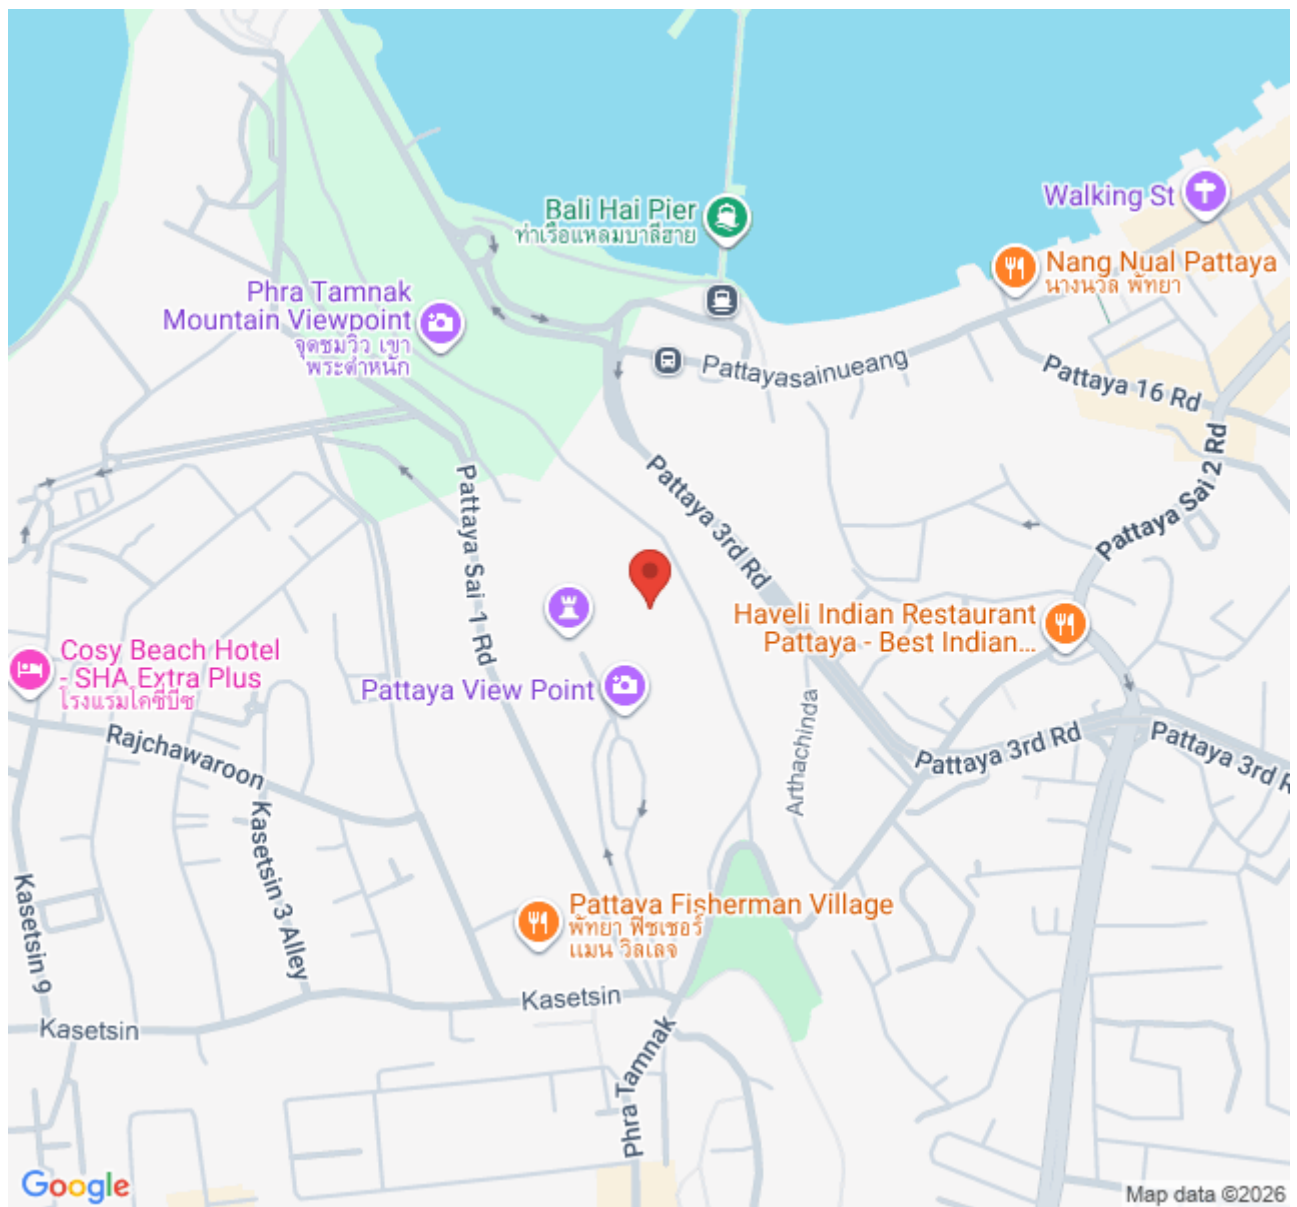 Bali Hai Pier
ท่าเรือแหลมบาลีฮาย
Walking St
Nang Nual Pattaya
นางนวล พัทยา
Phra Tamnak
Mountain Viewpoint
จุดชมวิว เขา
พระตำหนัก
Pattayasainueang
Pattaya 16 Rd
Pattaya Sai 2 Rd
Pattaya 3rd Rd
Pattaya Sai 1 Rd
Haveli Indian Restaurant
Pattaya - Best Indian...
Cosy Beach Hotel
- SHA Extra Plus
โรงแรมโคซี่บีช
Pattaya View Point
Rajchawaroon
Arthachinda
Pattaya 3rd Rd
Pattaya 3rd R
Kasetsin 3 Alley
Kasetsin 9
Pattaya Fisherman Village
พัทยา ฟิชเชอร์
แมน วิลเลจ
Kasetsin
Kasetsin
Phra Tamnak
Google
Map data ©2026